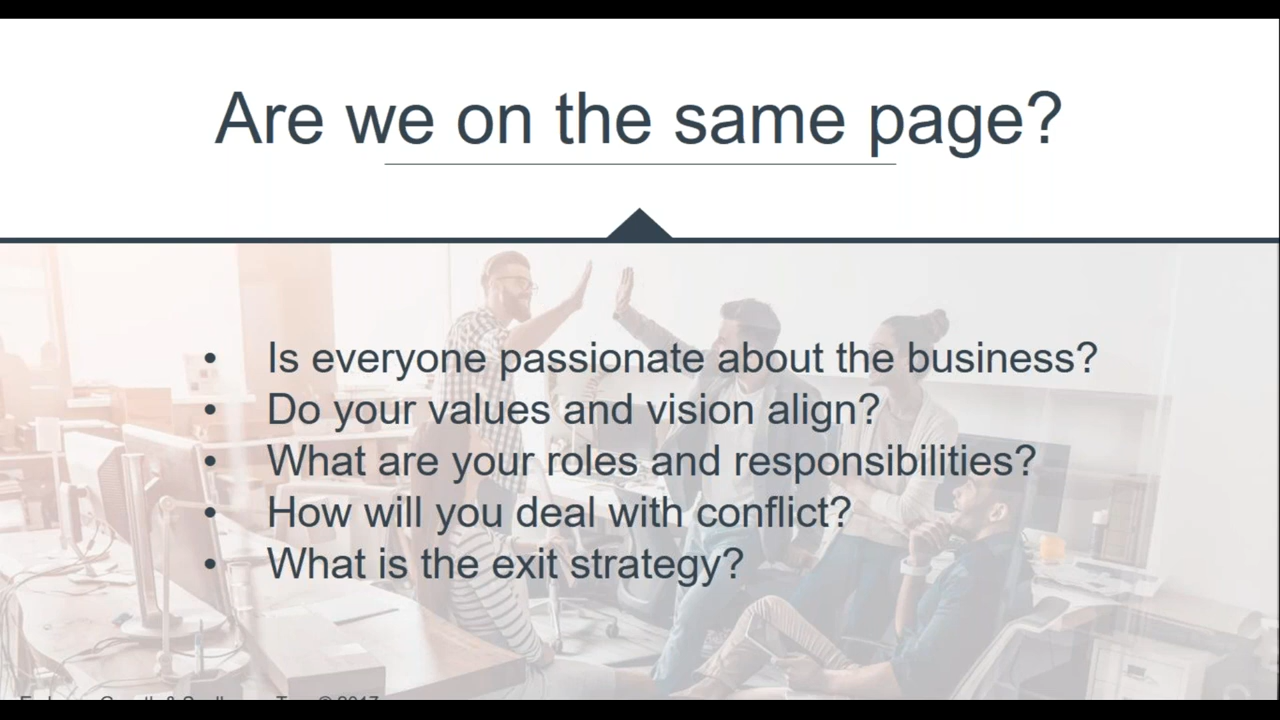 Are we on the same page?
• Is everyone passionate about the business?
• Do your values and vision align?
• What are your roles and responsibilities?
• How will you deal with conflict?
• What is the exit strategy?
& © 2017